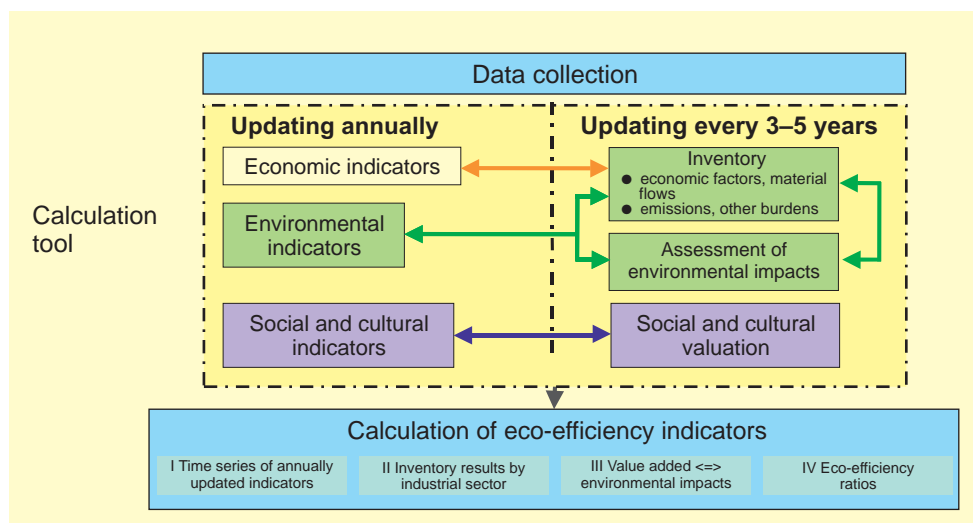 Data collection
Updating annually
Updating every 3–5 years
Economic indicators
Inventory
● economic factors, material
flows
● emissions, other burdens
Calculation
tool
Environmental
indicators
Assessment of
environmental impacts
Social and cultural
indicators
Social and cultural
valuation
Calculation of eco-efficiency indicators
I Time series of annually
updated indicators
II Inventory results by
industrial sector
III Value added <=>
environmental impacts
IV Eco-efficiency
ratios